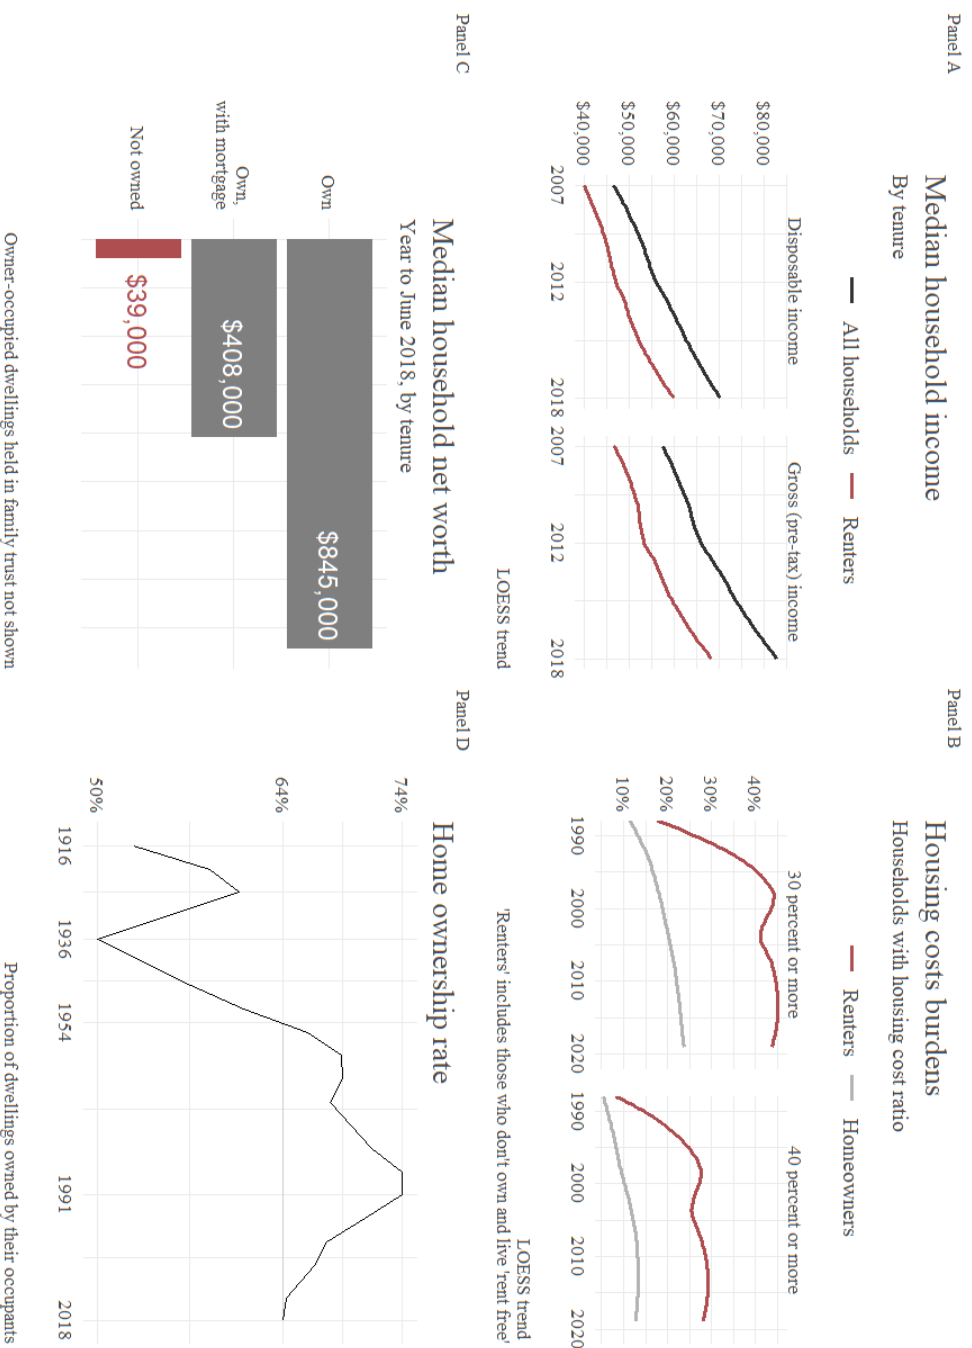 Panel A
Median household income
By tenure
All households
Renters
Disposable income
Gross (pre-tax) income
$80,000
$70,000
$60,000
$50,000
$40,000
2007
2012
2018
2007
2012
2018
LOESS trend
Panel B
Housing costs burdens
Households with housing cost ratio
Renters
Homeowners
30 percent or more
40 percent or more
40%
30%
20%
10%
1990
2000
2010
2020
1990
2000
2010
2020
LOESS trend
'Renters' includes those who don't own and live 'rent free'
Panel C
Median household net worth
Year to June 2018, by tenure
Own
$845,000
Own,
with mortgage
$408,000
Not owned
$39,000
Owner-occupied dwellings held in family trust not shown
Panel D
Home ownership rate
74%
64%
50%
1916
1936
1954
1991
2018
Proportion of dwellings owned by their occupants